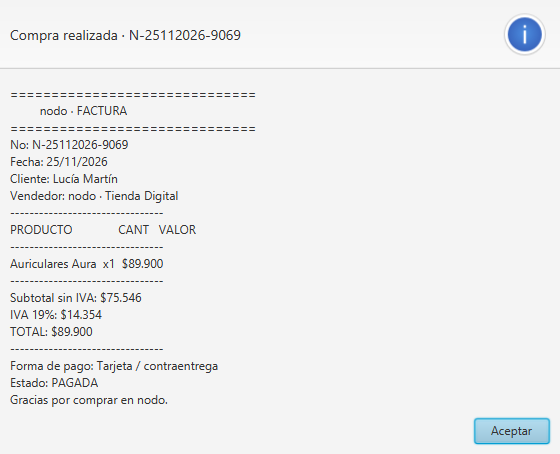 Compra realizada · N-25112026-9069
==============================
nodo · FACTURA
==============================
No: N-25112026-9069
Fecha: 25/11/2026
Cliente: Lucía Martín
Vendedor: nodo · Tienda Digital
--------------------------------
PRODUCTO CANT VALOR
--------------------------------
Auriculares Aura x1 $89.900
--------------------------------
Subtotal sin IVA: $75.546
IVA 19%: $14.354
TOTAL: $89.900
--------------------------------
Forma de pago: Tarjeta / contraentrega
Estado: PAGADA
Gracias por comprar en nodo.
Aceptar